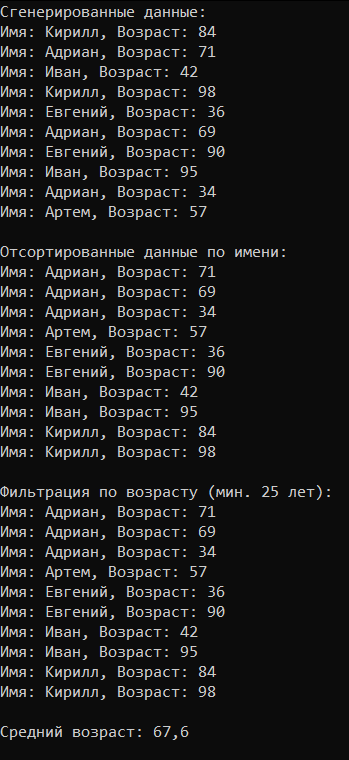 Сгенерированные данные:
Имя: Кирилл, Возраст: 84
Имя: Адриан, Возраст: 71
Имя: Иван, Возраст: 42
Имя: Кирилл, Возраст: 98
Имя: Евгений, Возраст: 36
Имя: Адриан, Возраст: 69
Имя: Евгений, Возраст: 90
Имя: Иван, Возраст: 95
Имя: Адриан, Возраст: 34
Имя: Артем, Возраст: 57

Отсортированные данные по имени:
Имя: Адриан, Возраст: 71
Имя: Адриан, Возраст: 69
Имя: Адриан, Возраст: 34
Имя: Артем, Возраст: 57
Имя: Евгений, Возраст: 36
Имя: Евгений, Возраст: 90
Имя: Иван, Возраст: 42
Имя: Иван, Возраст: 95
Имя: Кирилл, Возраст: 84
Имя: Кирилл, Возраст: 98

Фильтрация по возрасту (мин. 25 лет):
Имя: Адриан, Возраст: 71
Имя: Адриан, Возраст: 69
Имя: Адриан, Возраст: 34
Имя: Артем, Возраст: 57
Имя: Евгений, Возраст: 36
Имя: Евгений, Возраст: 90
Имя: Иван, Возраст: 42
Имя: Иван, Возраст: 95
Имя: Кирилл, Возраст: 84
Имя: Кирилл, Возраст: 98

Средний возраст: 67,6